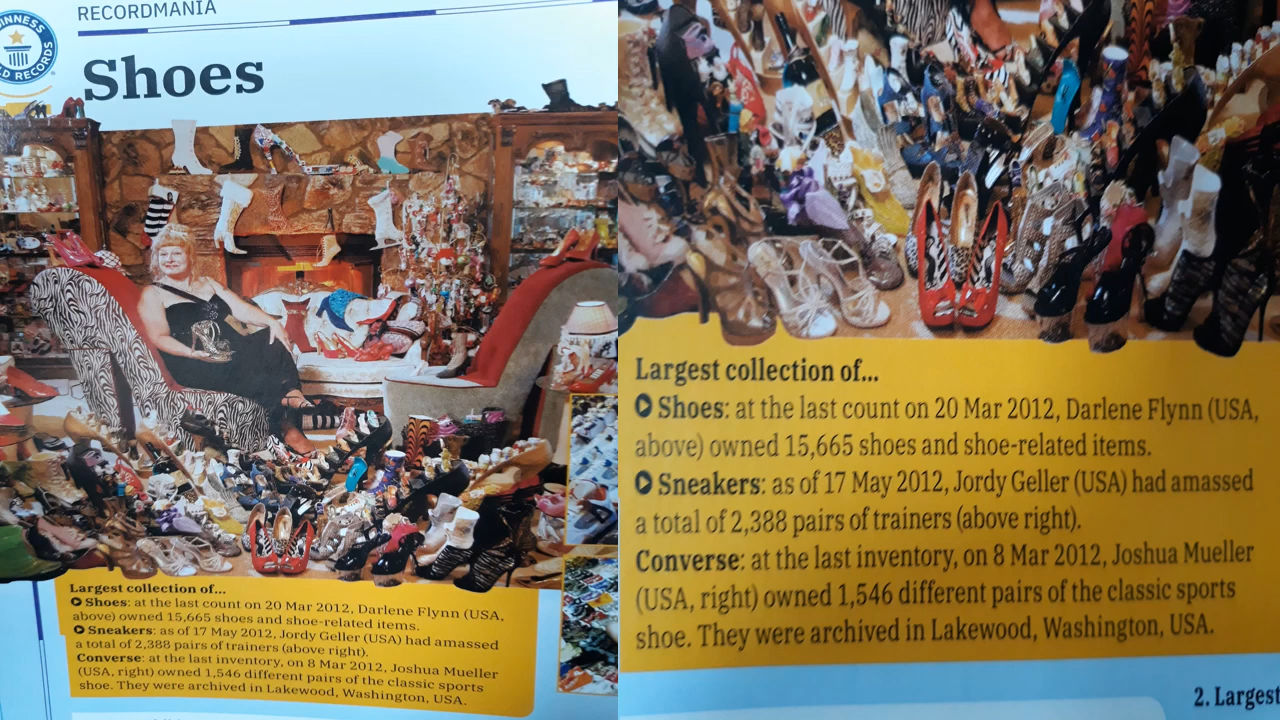 RECORDMANIA
GUINNESS
WORLD RECORDS
Shoes
Largest collection of...
Shoes: at the last count on 20 Mar 2012, Darlene Flynn (USA,
above) owned 15,665 shoes and shoe-related items.
Sneakers: as of 17 May 2012, Jordy Geller (USA) had amassed
a total of 2,388 pairs of trainers (above right).
Converse: at the last inventory, on 8 Mar 2012, Joshua Mueller
(USA, right) owned 1,546 different pairs of the classic sports
shoe. They were archived in Lakewood, Washington, USA.
Largest collection of...
Shoes: at the last count on 20 Mar 2012, Darlene Flynn (USA,
above) owned 15,665 shoes and shoe-related items.
Sneakers: as of 17 May 2012, Jordy Geller (USA) had amassed
a total of 2,388 pairs of trainers (above right).
Converse: at the last inventory, on 8 Mar 2012, Joshua Mueller
(USA, right) owned 1,546 different pairs of the classic sports
shoe. They were archived in Lakewood, Washington, USA.
2. Largest